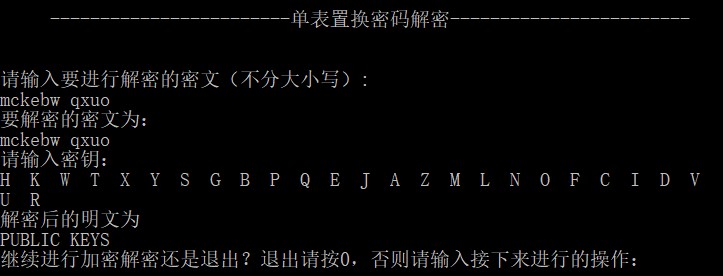 ------------------------单表置换密码解密------------------------
请输入要进行解密的密文（不分大小写）：
mckebw qxuo
要解密的密文为：
mckebw qxuo
请输入密钥：
H K W T X Y S G B P Q E J A Z M L N O F C I D V
U R
解密后的明文为
PUBLIC KEYS
继续进行加密解密还是退出？退出请按0，否则请输入接下来进行的操作：